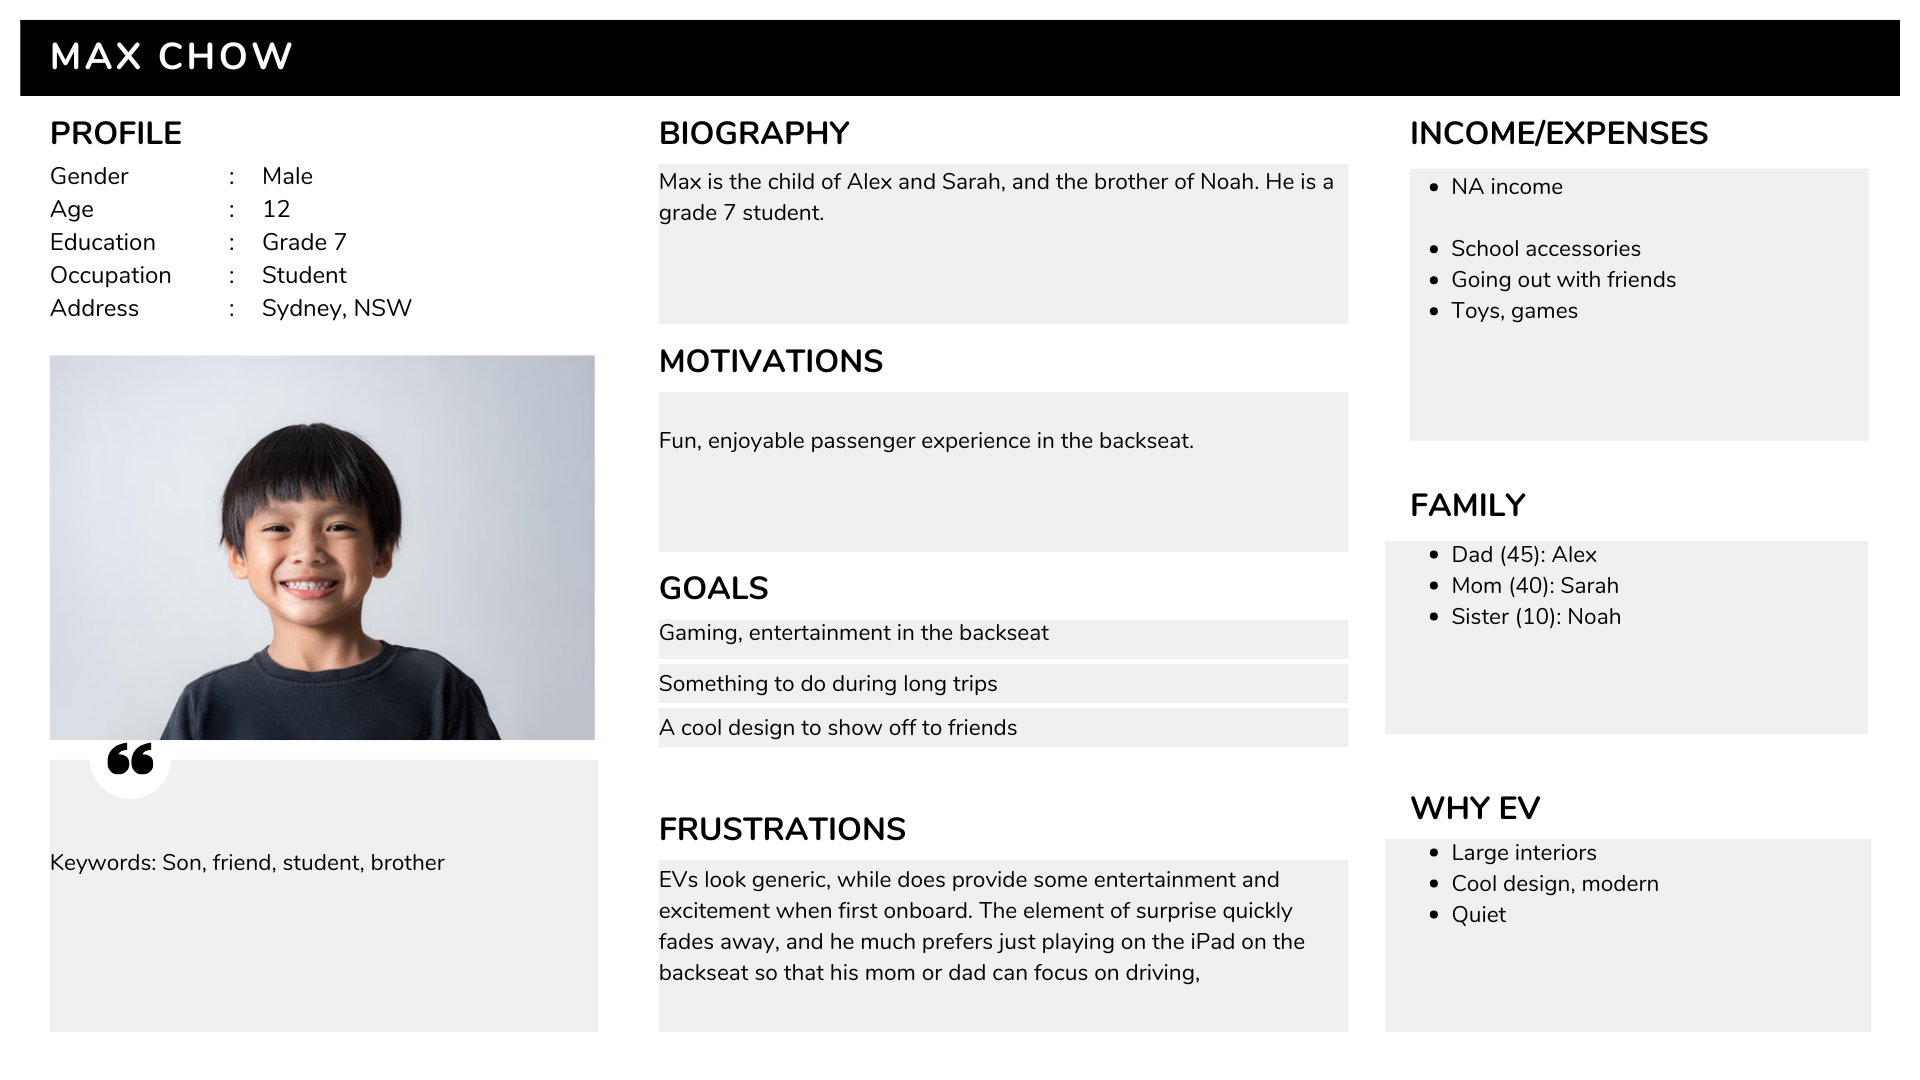 MAX CHOW
PROFILE
Gender : Male
Age : 12
Education : Grade 7
Occupation : Student
Address : Sydney, NSW
“
Keywords: Son, friend, student, brother
BIOGRAPHY
Max is the child of Alex and Sarah, and the brother of Noah. He is a
grade 7 student.
MOTIVATIONS
Fun, enjoyable passenger experience in the backseat.
GOALS
Gaming, entertainment in the backseat
Something to do during long trips
A cool design to show off to friends
FRUSTRATIONS
EVs look generic, while does provide some entertainment and
excitement when first onboard. The element of surprise quickly
fades away, and he much prefers just playing on the iPad on the
backseat so that his mom or dad can focus on driving,
INCOME/EXPENSES
• NA income
• School accessories
• Going out with friends
• Toys, games
FAMILY
• Dad (45): Alex
• Mom (40): Sarah
• Sister (10): Noah
WHY EV
• Large interiors
• Cool design, modern
• Quiet